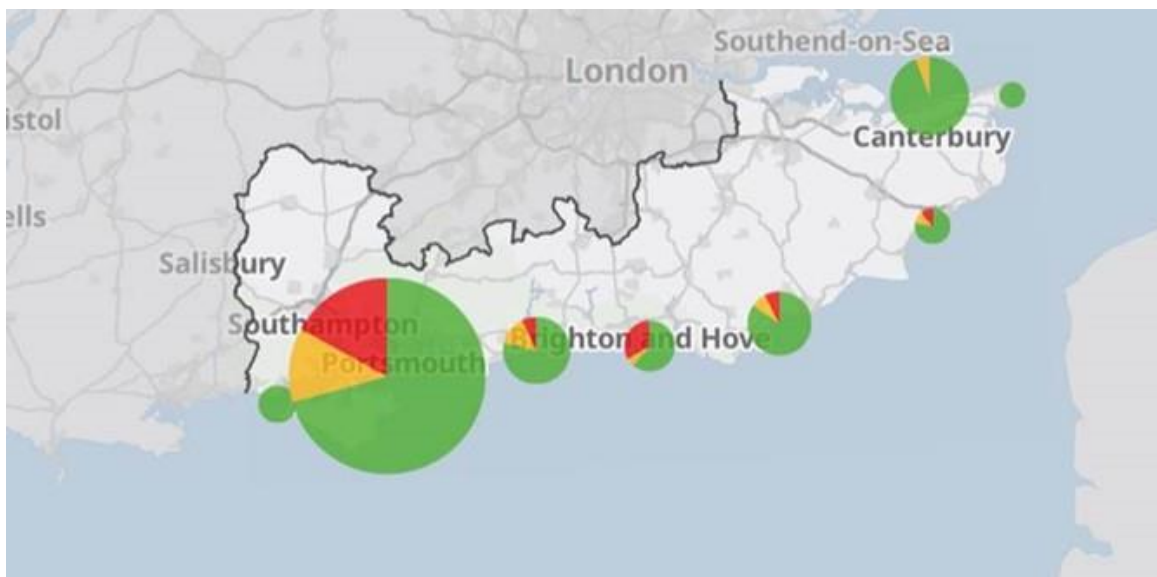 Southend-on-Sea
London
istol
Canterbury
ells
Salisbury
Southampton
Brighton and Hove
Portsmouth